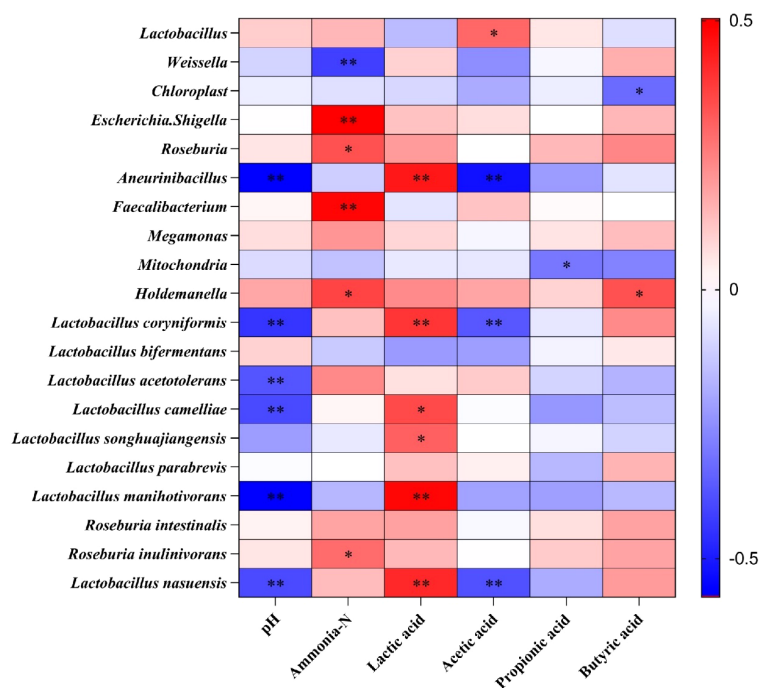 Lactobacillus
*
Weissella
**
Chloroplast
*
Escherichia.Shigella
**
Roseburia
*
Aneurinibacillus
** ** **
Faecalibacterium
**
Megamonas
Mitochondria
*
Holdemanella
* *
Lactobacillus coryniformis
** ** **
Lactobacillus bifermentans
Lactobacillus acetotolerans
**
Lactobacillus camelliae
** *
Lactobacillus songhuajiangensis
*
Lactobacillus parabrevis
Lactobacillus manihotivorans
** **
Roseburia intestinalis
Roseburia inulinivorans
*
Lactobacillus nasuensis
** ** **
pH
Ammonia-N
Lactic acid
Acetic acid
Propionic acid
Butyric acid
0.5
0
-0.5